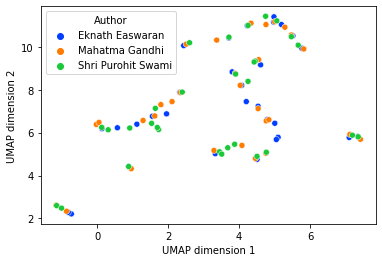 Author
Eknath Easwaran
Mahatma Gandhi
Shri Purohit Swami
UMAP dimension 2
10
8
6
4
2
0 2 4 6
UMAP dimension 1